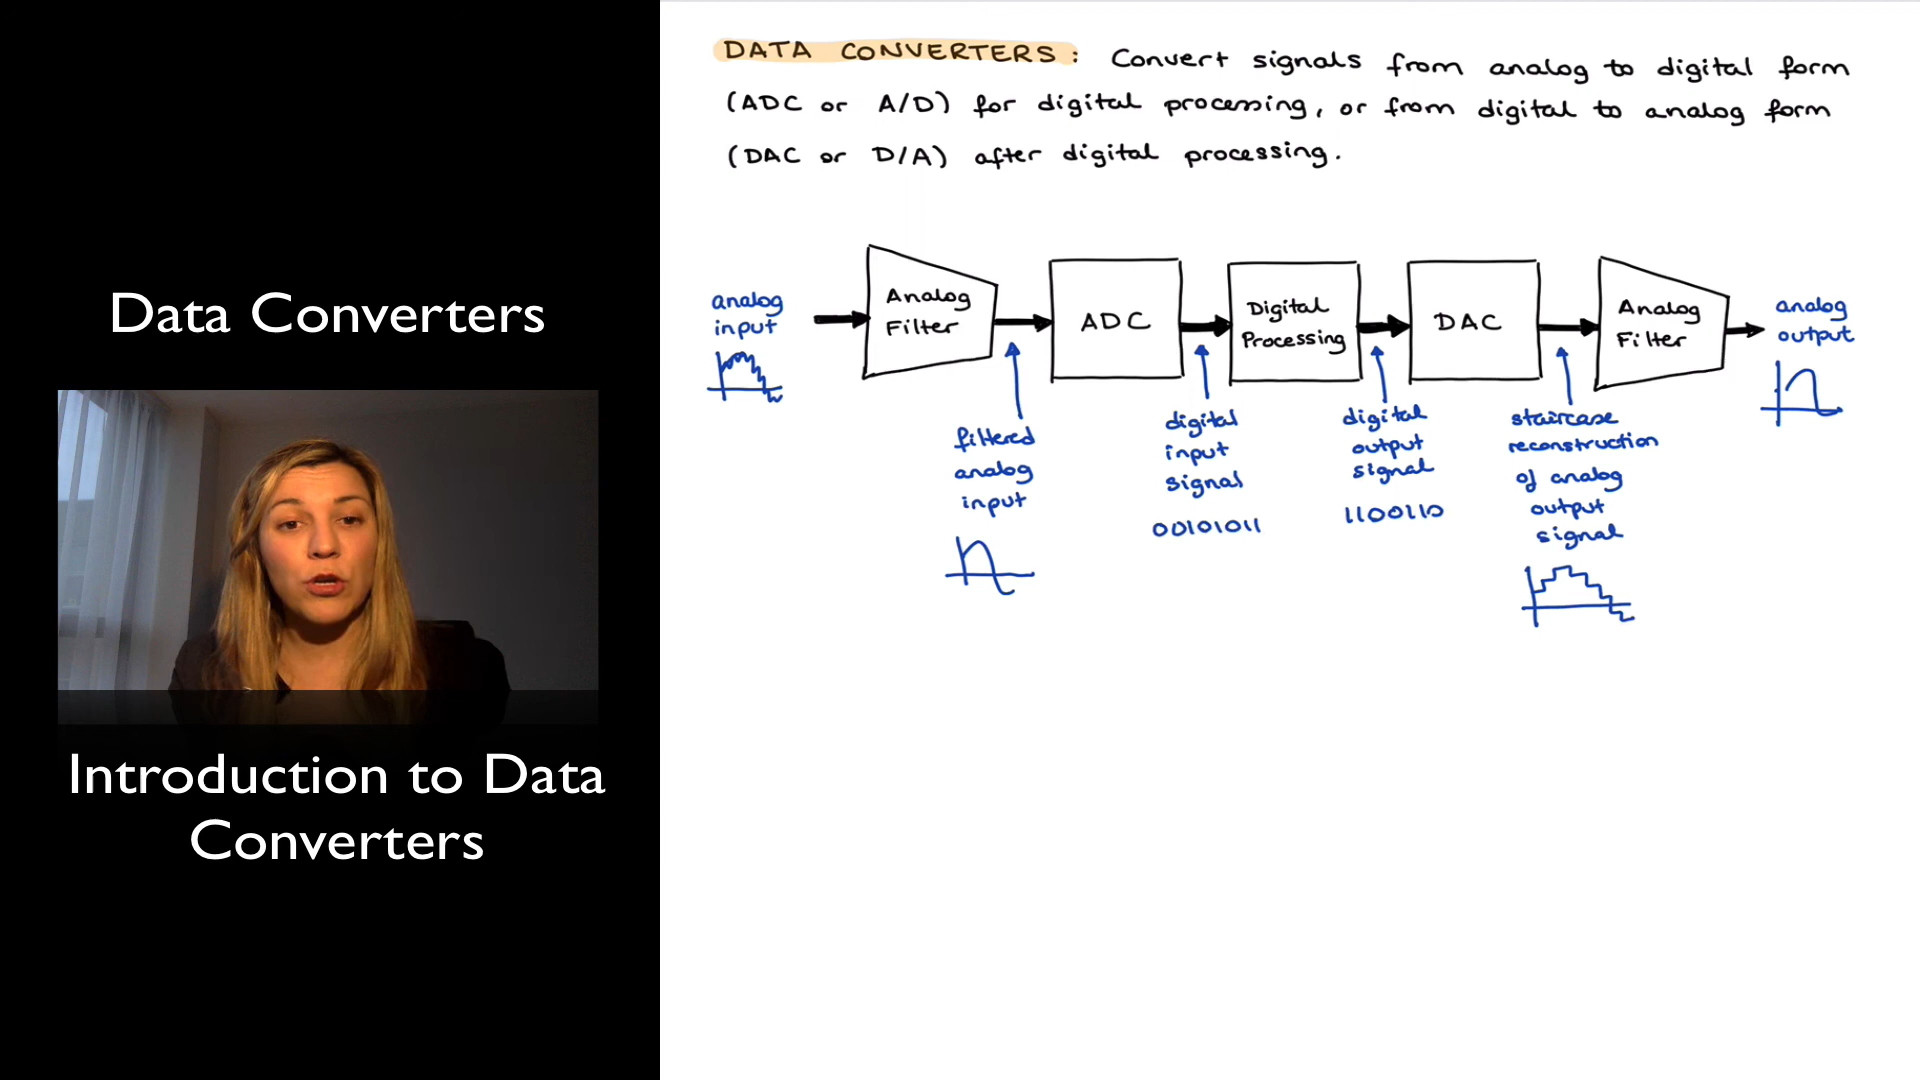 Data Converters
Introduction to Data
Converters
DATA CONVERTERS: Convert signals from analog to digital form
(ADC or A/D) for digital processing, or from digital to analog form
(DAC or D/A) after digital processing.
analog
input
Analog
Filter
ADC
Digital
Processing
DAC
Analog
Filter
analog
output
filtered
analog
input
digital
input
signal
00101011
digital
output
signal
1100110
staircase
reconstruction
of analog
output
signal